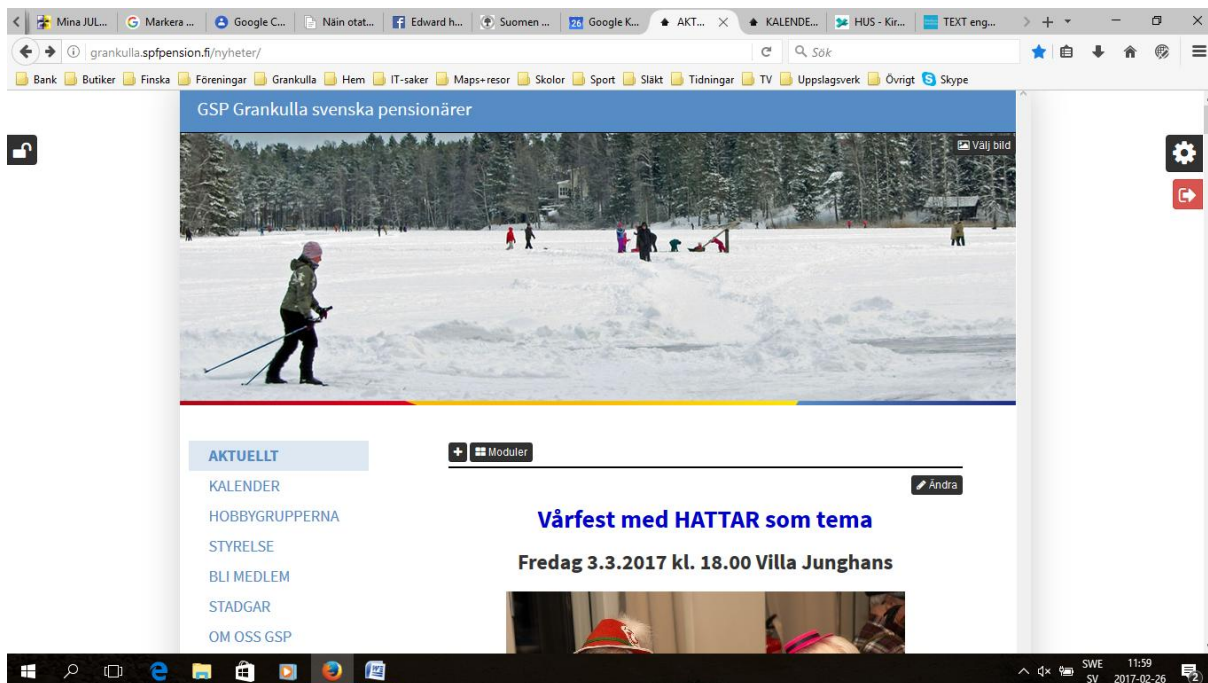 Mina JUL...
Markera ...
Google C...
Näin otat...
Edward h...
Suomen ...
26 Google K...
AKT...
KALENDE...
HUS - Kir...
TEXT eng...
grankulla.spfpension.fi/nyheter/
Sök
Bank Butiker Finska Föreningar Grankulla Hem IT-saker Maps+resor Skolor Sport Släkt Tidningar TV Uppslagsverk Övrigt Skype
GSP Grankulla svenska pensionärer
Välj bild
AKTUELLT
KALENDER
HOBBYGRUPPERNA
STYRELSE
BLI MEDLEM
STADGAR
OM OSS GSP
Moduler
Ändra
Vårfest med HATTAR som tema
Fredag 3.3.2017 kl. 18.00 Villa Junghans
SWE
SV
11:59
2017-02-26
2